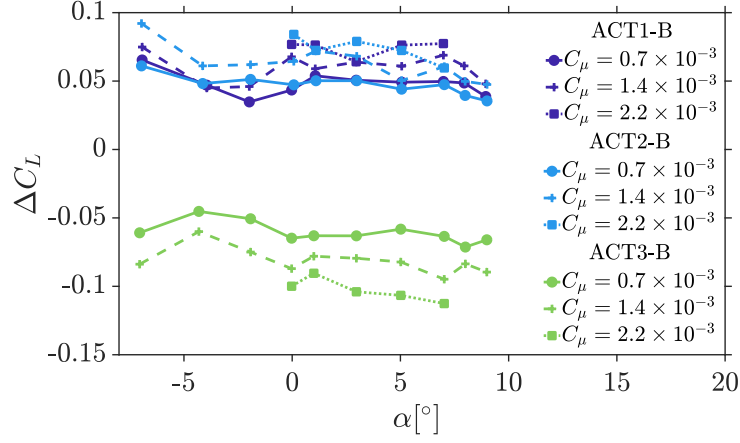 0.1
0.05
0
-0.05
-0.1
-0.15
ΔC_L
-5 0 5 10 15 20
α[°]
ACT1-B
C_μ = 0.7 × 10⁻³
C_μ = 1.4 × 10⁻³
C_μ = 2.2 × 10⁻³
ACT2-B
C_μ = 0.7 × 10⁻³
C_μ = 1.4 × 10⁻³
C_μ = 2.2 × 10⁻³
ACT3-B
C_μ = 0.7 × 10⁻³
C_μ = 1.4 × 10⁻³
C_μ = 2.2 × 10⁻³